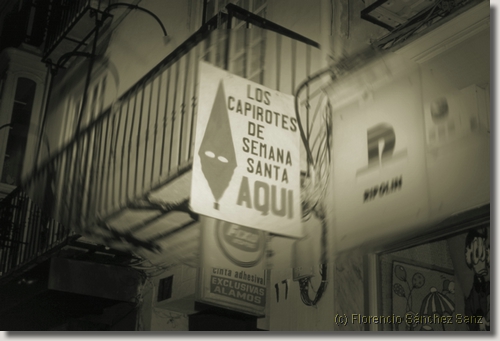 LOS
CAPIROTES
DE
SEMANA
SANTA
AQUI
cinta adhesiva
EXCLUSIVAS
ALAMOS
17
RIPOLIN
(c) Florencio Sánchez Sanz